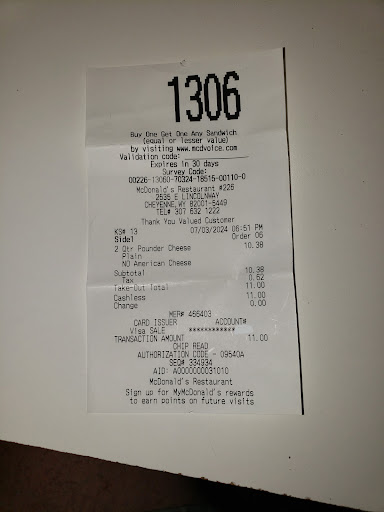 1306
Buy One Get One Any Sandwich
(equal or lesser value)
by visiting www.mcdvoice.com
Validation code:
Expires in 30 days
Survey Code:
00226-13060-70324-18515-00110-0
McDonald's Restaurant #226
2535 E LINCOLNWAY
CHEYENNE, WY 82001-5449
TEL# 307 632 1222
Thank You Valued Customer
KS# 13 07/03/2024 06:51 PM
Side1 Order 06
2 Qtr Pounder Cheese 10.38
Plain
NO American Cheese
Subtotal 10.38
Tax 0.62
Take-Out Total 11.00
Cashless 11.00
Change 0.00
MER# 466403
CARD ISSUER ACCOUNT#
Visa SALE ************
TRANSACTION AMOUNT 11.00
CHIP READ
AUTHORIZATION CODE - 09540A
SEQ# 334934
AID: A0000000031010
McDonald's Restaurant
Sign up for MyMcDonald's rewards
to earn points on future visits